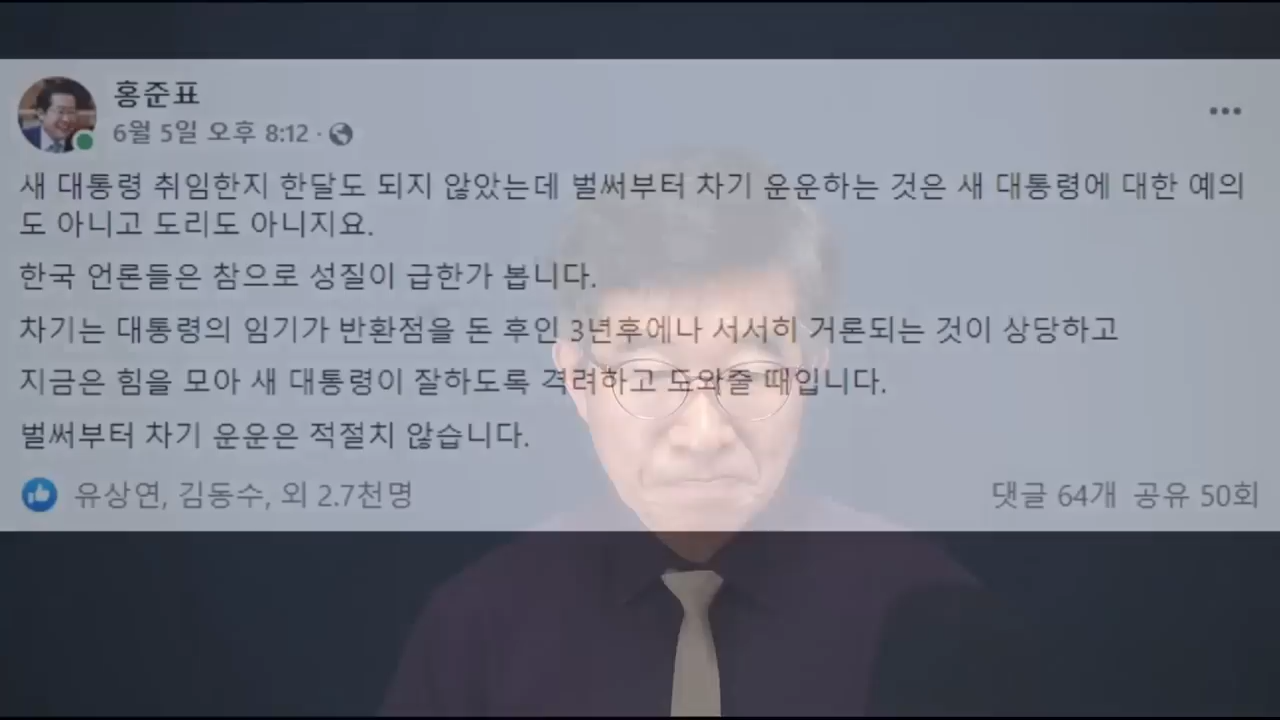 홍준표
6월 5일 오후 8:12 ·
새 대통령 취임한지 한달도 되지 않았는데 벌써부터 차기 운운하는 것은 새 대통령에 대한 예의
도 아니고 도리도 아니지요.
한국 언론들은 참으로 성질이 급한가 봅니다.
차기는 대통령의 임기가 반환점을 돈 후인 3년후에나 서서히 거론되는 것이 상당하고
지금은 힘을 모아 새 대통령이 잘하도록 격려하고 도와줄 때입니다.
벌써부터 차기 운운은 적절치 않습니다.
유상연, 김동수, 외 2.7천명 댓글 64개 공유 50회